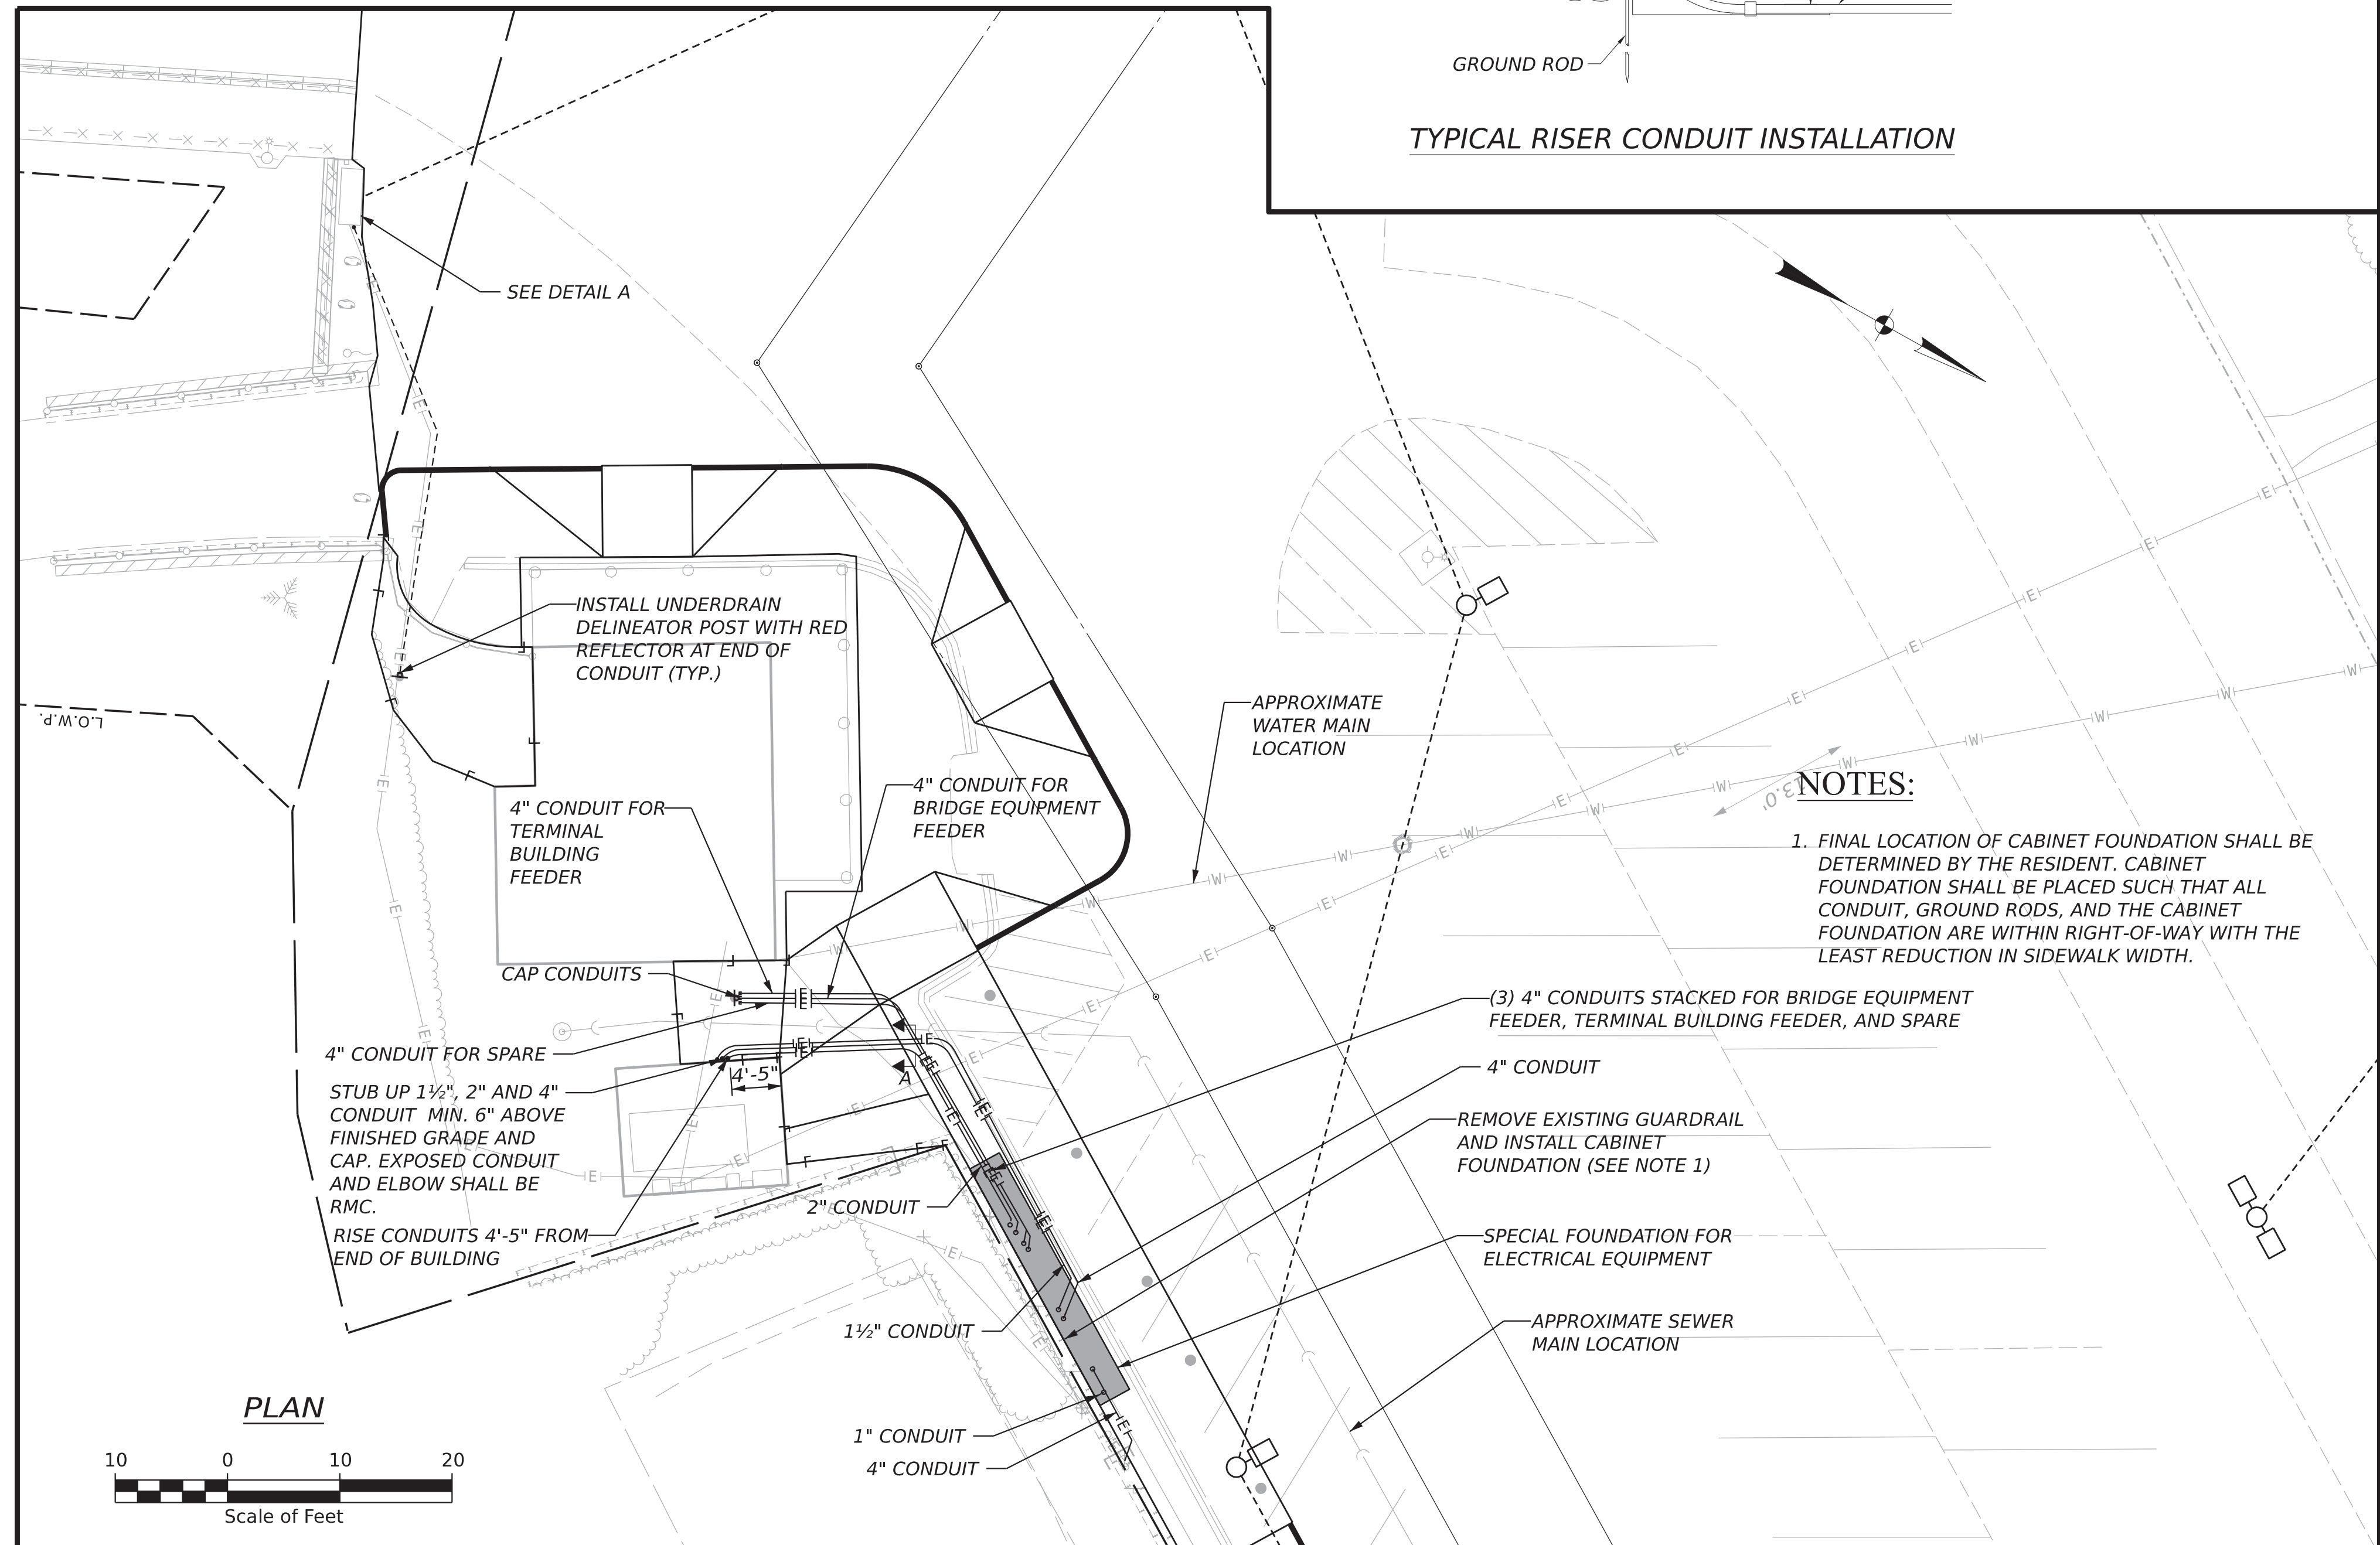 GROUND ROD
TYPICAL RISER CONDUIT INSTALLATION
SEE DETAIL A
INSTALL UNDERDRAIN
DELINEATOR POST WITH RED
REFLECTOR AT END OF
CONDUIT (TYP.)
L.O.W.P.
APPROXIMATE
WATER MAIN
LOCATION
4" CONDUIT FOR
BRIDGE EQUIPMENT
FEEDER
4" CONDUIT FOR
TERMINAL
BUILDING
FEEDER
13.0'
NOTES:
1. FINAL LOCATION OF CABINET FOUNDATION SHALL BE
DETERMINED BY THE RESIDENT. CABINET
FOUNDATION SHALL BE PLACED SUCH THAT ALL
CONDUIT, GROUND RODS, AND THE CABINET
FOUNDATION ARE WITHIN RIGHT-OF-WAY WITH THE
LEAST REDUCTION IN SIDEWALK WIDTH.
CAP CONDUITS
(3) 4" CONDUITS STACKED FOR BRIDGE EQUIPMENT
FEEDER, TERMINAL BUILDING FEEDER, AND SPARE
4" CONDUIT FOR SPARE
4" CONDUIT
4'-5"
A
STUB UP 1½", 2" AND 4"
CONDUIT MIN. 6" ABOVE
FINISHED GRADE AND
CAP. EXPOSED CONDUIT
AND ELBOW SHALL BE
RMC.
REMOVE EXISTING GUARDRAIL
AND INSTALL CABINET
FOUNDATION (SEE NOTE 1)
2" CONDUIT
RISE CONDUITS 4'-5" FROM
END OF BUILDING
SPECIAL FOUNDATION FOR
ELECTRICAL EQUIPMENT
1½" CONDUIT
APPROXIMATE SEWER
MAIN LOCATION
PLAN
1" CONDUIT
4" CONDUIT
10 0 10 20
Scale of Feet